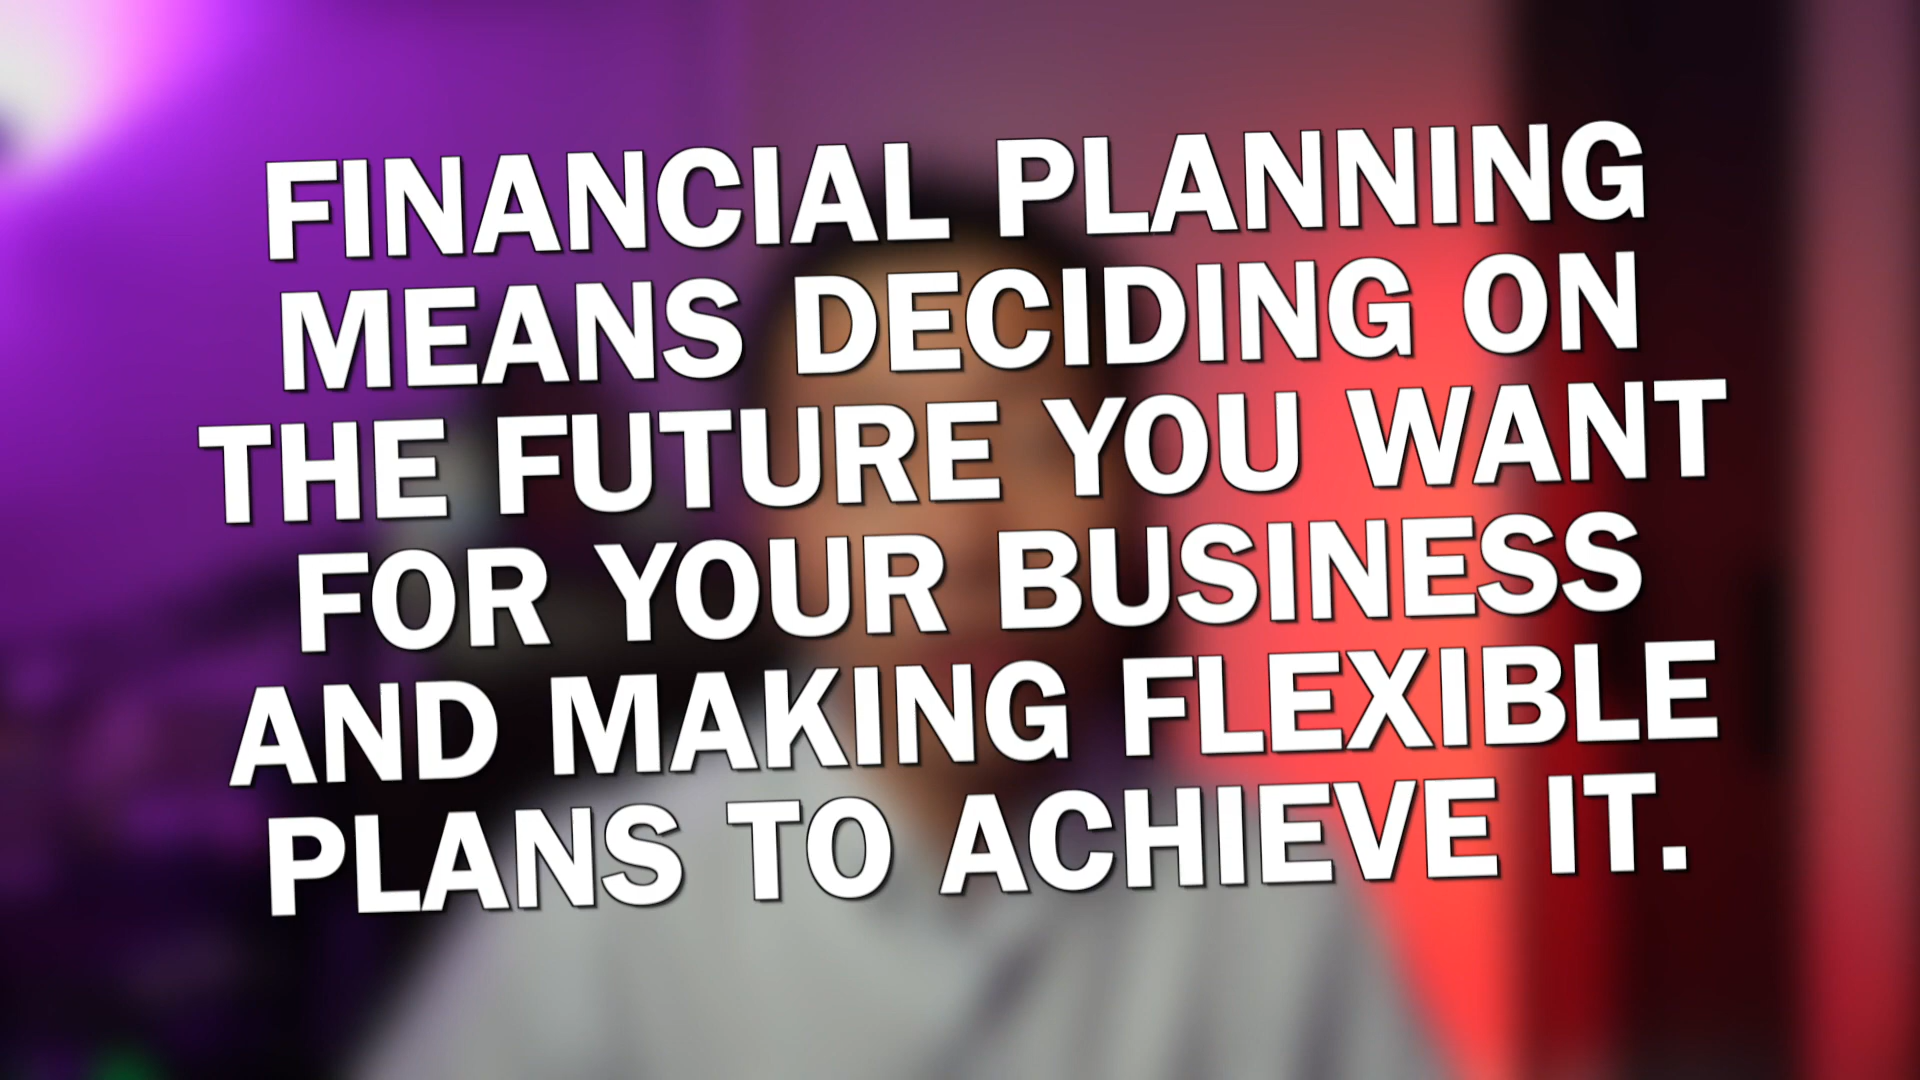 FINANCIAL PLANNING
MEANS DECIDING ON
THE FUTURE YOU WANT
FOR YOUR BUSINESS
AND MAKING FLEXIBLE
PLANS TO ACHIEVE IT.